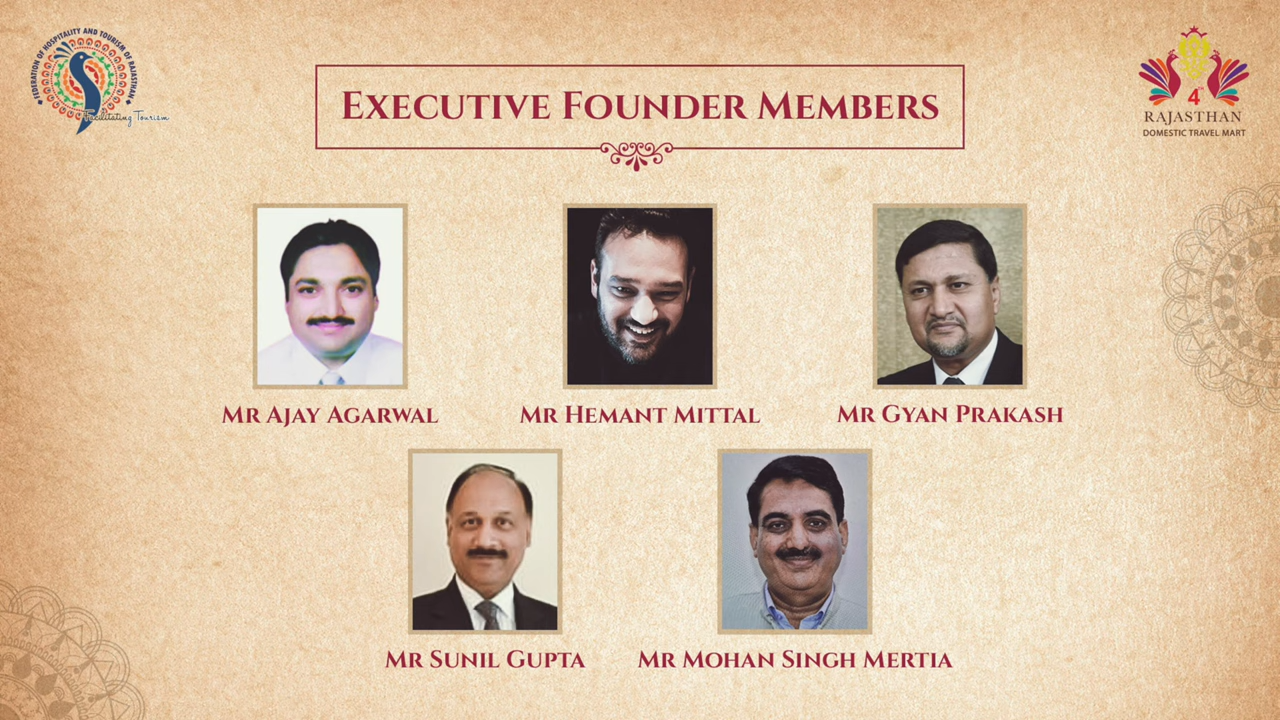 FEDERATION OF HOSPITALITY AND TOURISM OF RAJASTHAN
Facilitating Tourism
EXECUTIVE FOUNDER MEMBERS
4TH
RAJASTHAN
DOMESTIC TRAVEL MART
MR AJAY AGARWAL
MR HEMANT MITTAL
MR GYAN PRAKASH
MR SUNIL GUPTA
MR MOHAN SINGH MERTIA